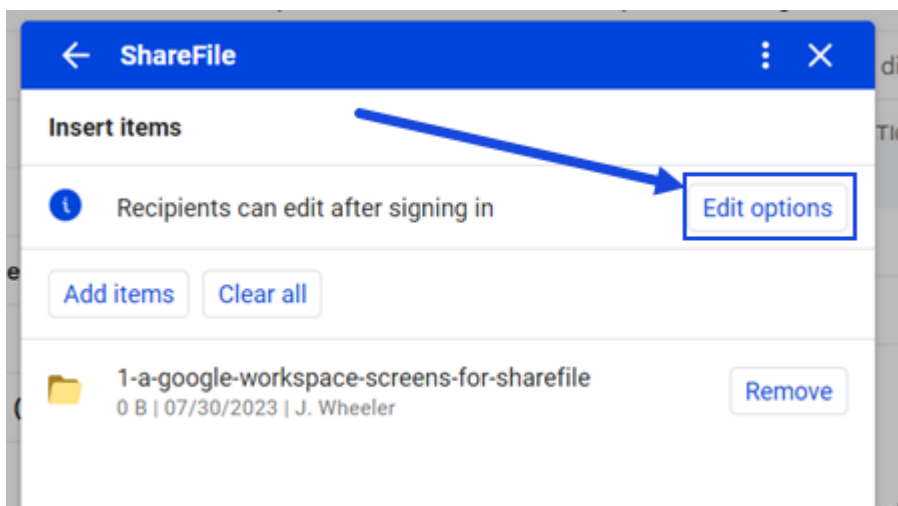 ShareFile
di
Insert items
Recipients can edit after signing in
Edit options
e
Add items
Clear all
1-a-google-workspace-screens-for-sharefile
0 B | 07/30/2023 | J. Wheeler
Remove